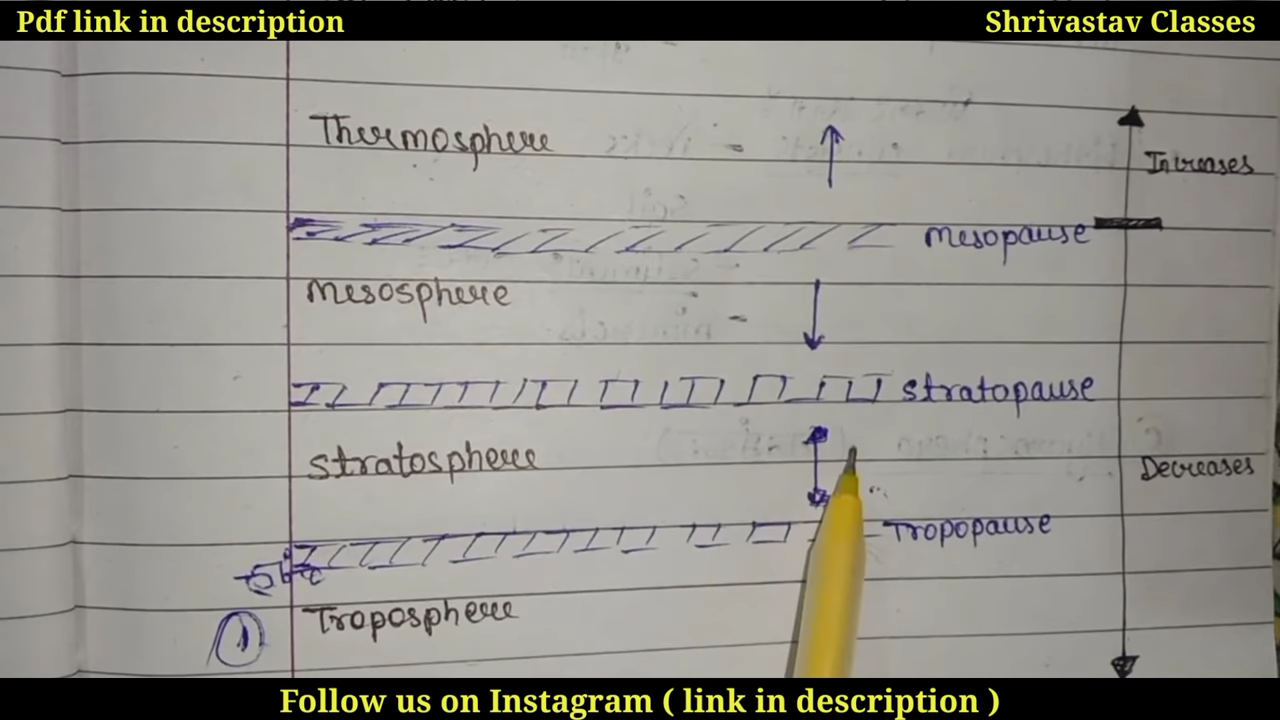 Pdf link in description
Shrivastav Classes
Thermosphere
Increases
Mesopause
Mesosphere
Stratopause
Stratosphere
Decreases
Tropopause
Troposphere
1
Follow us on Instagram ( link in description )